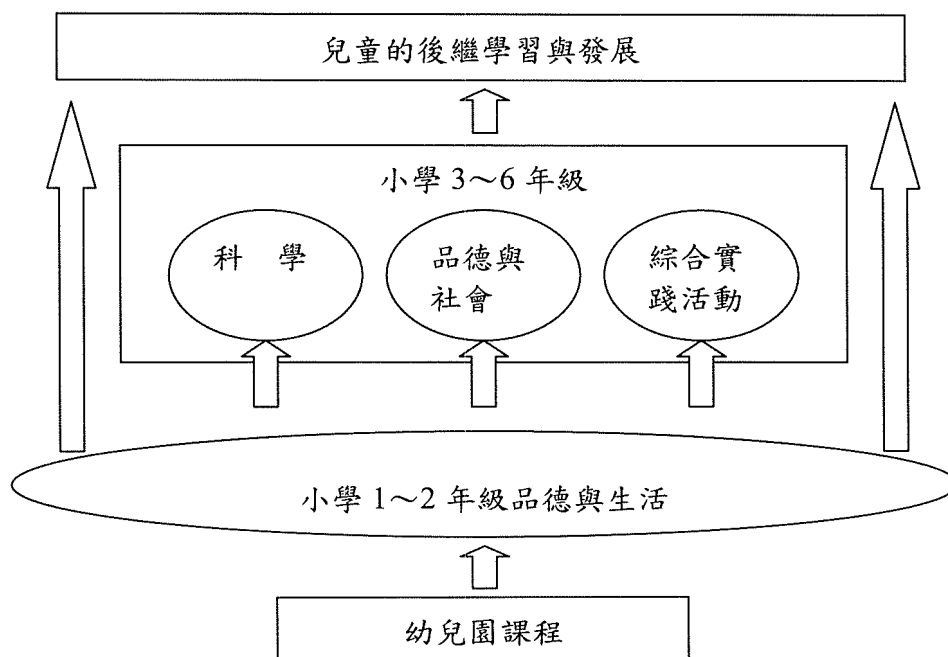 兒童的後繼學習與發展
小學 3～6 年級
科 學
品德與
社會
綜合實
踐活動
小學 1～2 年級品德與生活
幼兒園課程